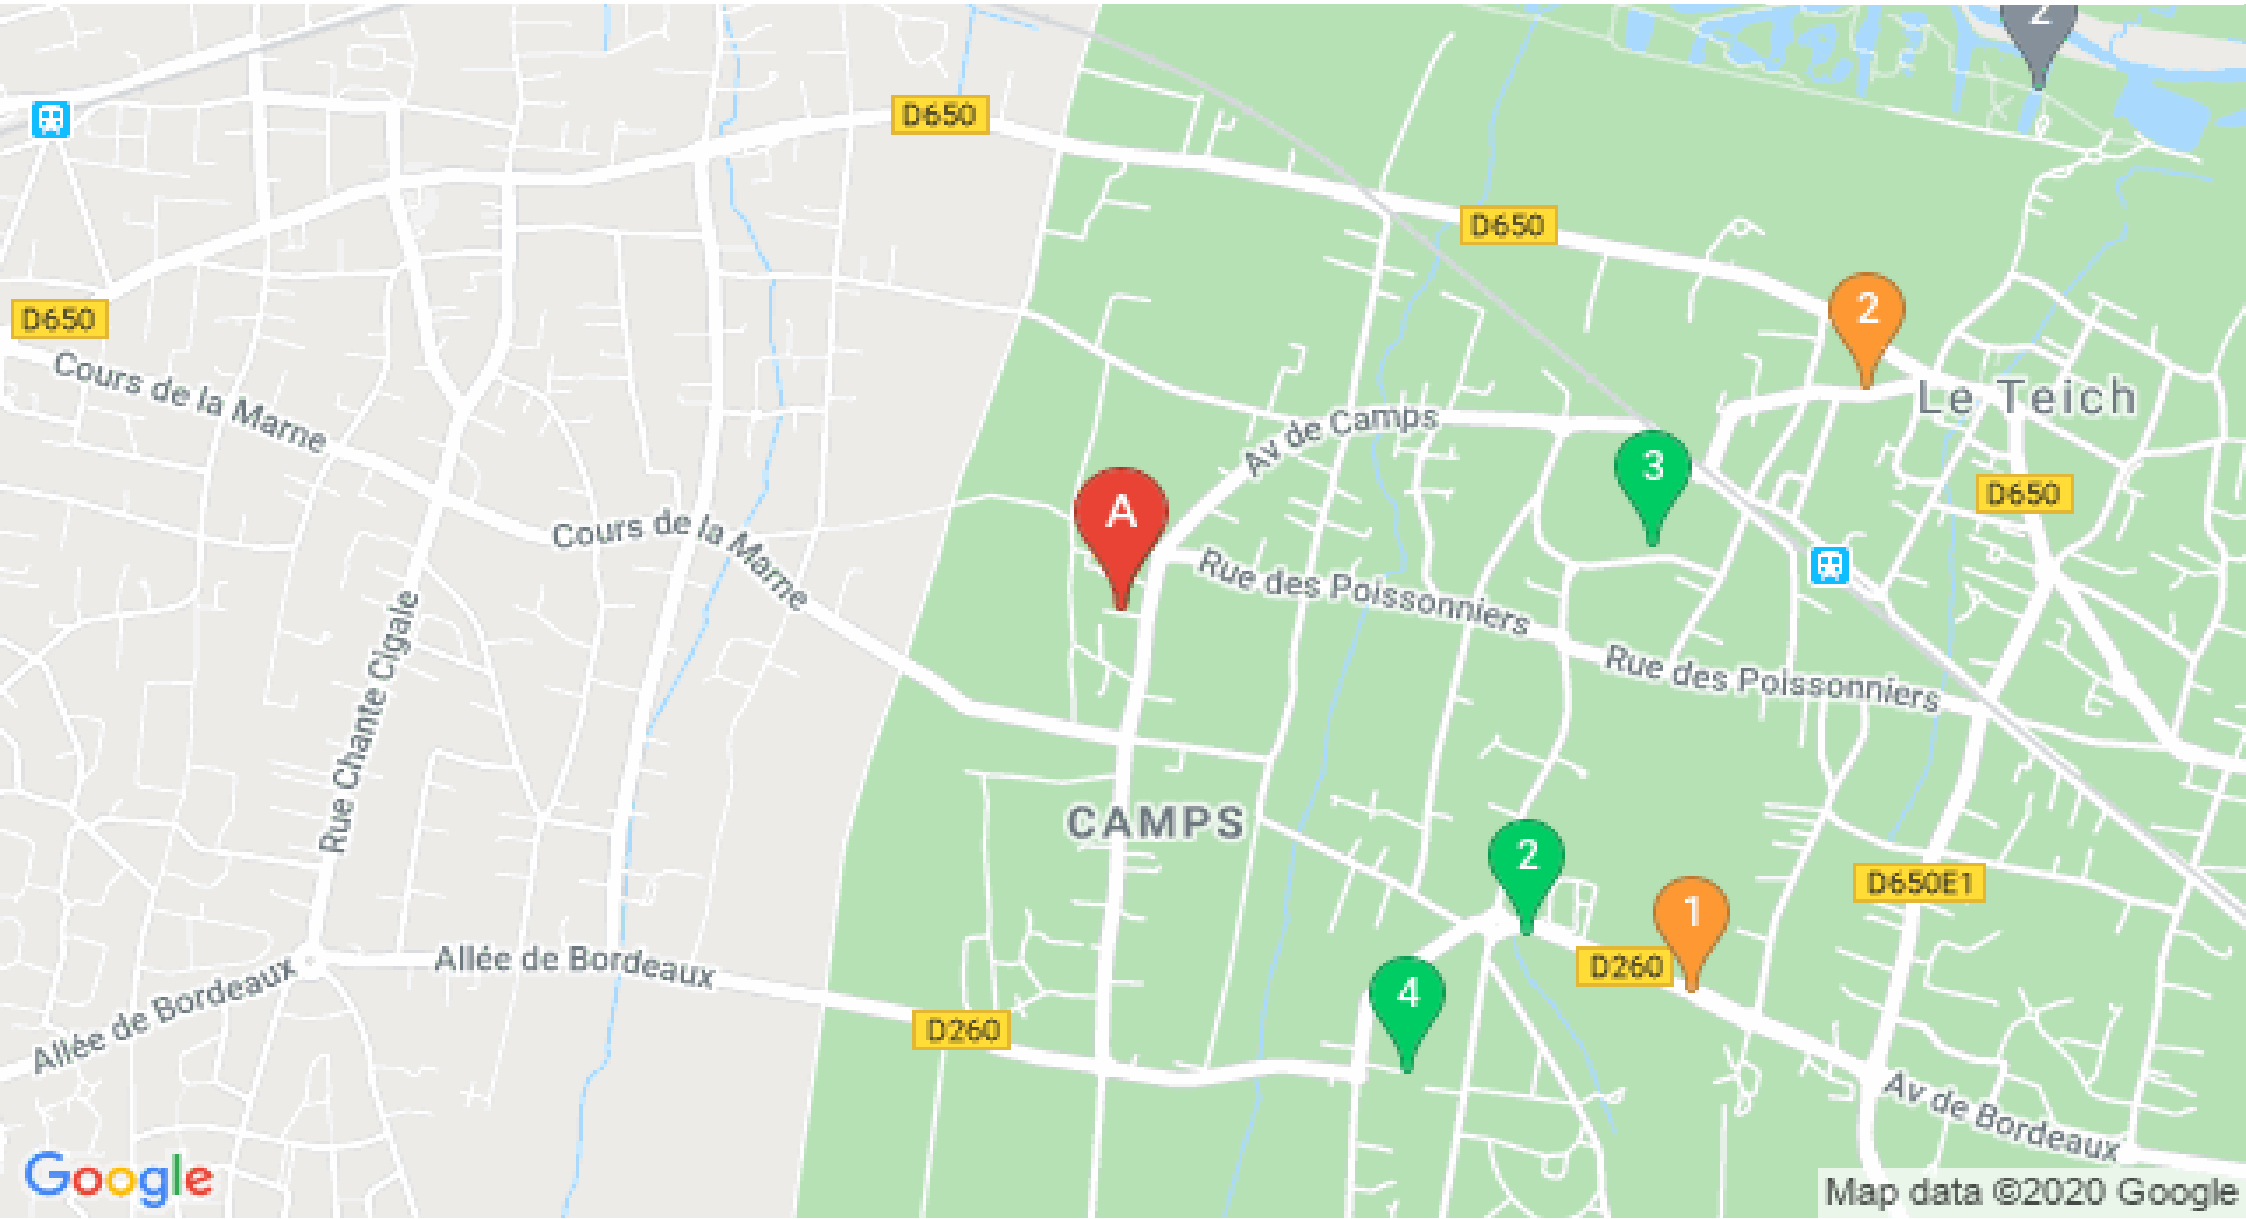 2
D650
D650
2
D650
Cours de la Marne
Le Teich
Av de Camps
3
D650
A
Cours de la Marne
Rue des Poissonniers
Rue des Poissonniers
Rue Chante Cigale
CAMPS
2
D650E1
1
Allée de Bordeaux
Allée de Bordeaux
D260
4
D260
Av de Bordeaux
Google
Map data ©2020 Google